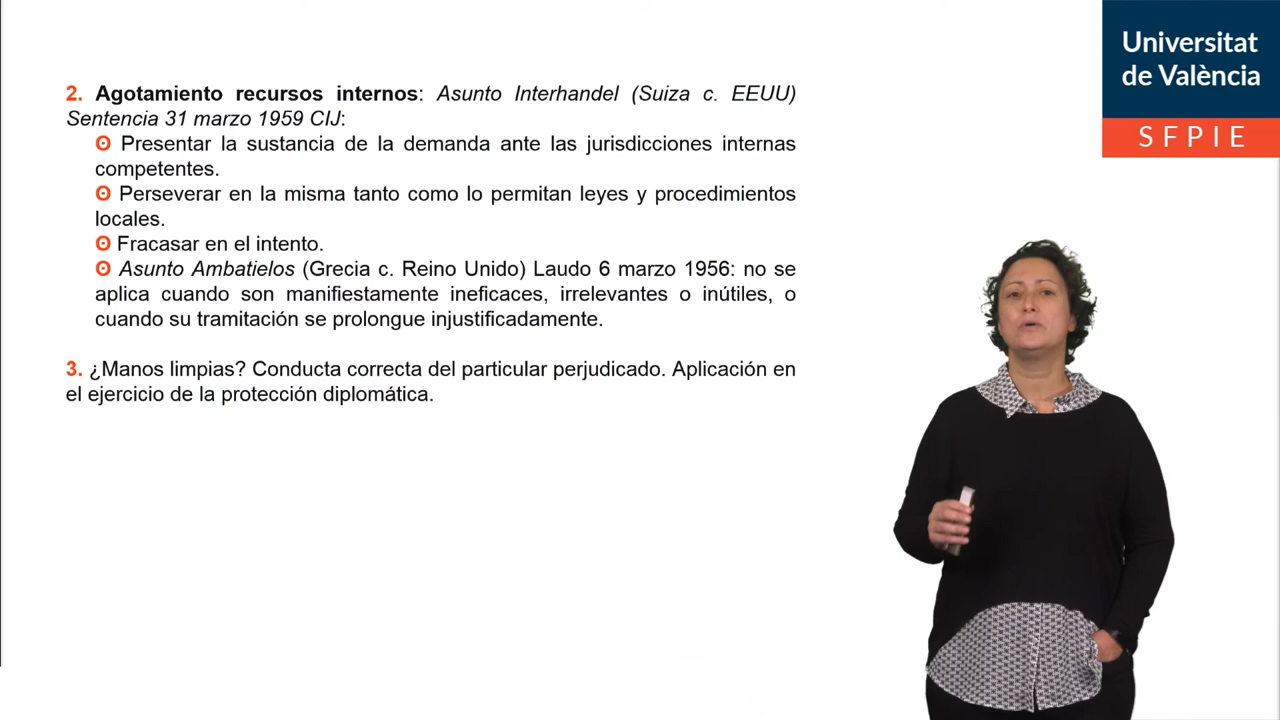 Universitat
de València
SFPIE
2. Agotamiento recursos internos: Asunto Interhandel (Suiza c. EEUU)
Sentencia 31 marzo 1959 CIJ:
ʘ Presentar la sustancia de la demanda ante las jurisdicciones internas
competentes.
ʘ Perseverar en la misma tanto como lo permitan leyes y procedimientos
locales.
ʘ Fracasar en el intento.
ʘ Asunto Ambatielos (Grecia c. Reino Unido) Laudo 6 marzo 1956: no se
aplica cuando son manifiestamente ineficaces, irrelevantes o inútiles, o
cuando su tramitación se prolongue injustificadamente.
3. ¿Manos limpias? Conducta correcta del particular perjudicado. Aplicación en
el ejercicio de la protección diplomática.